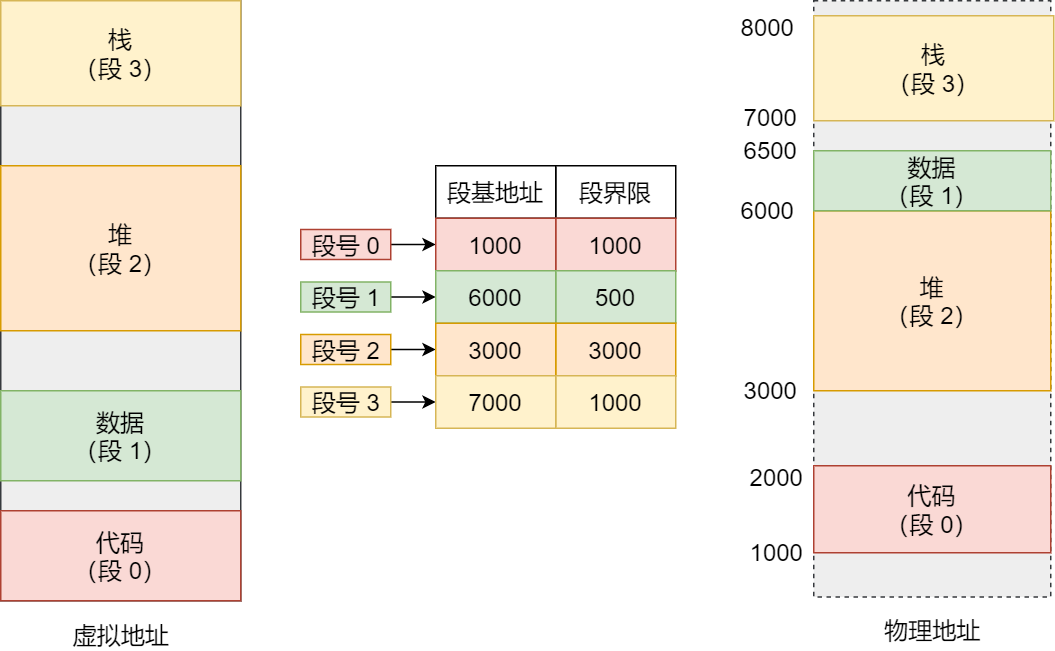 栈
（段 3）
堆
（段 2）
数据
（段 1）
代码
（段 0）
虚拟地址
段基地址 段界限
段号 0 1000 1000
段号 1 6000 500
段号 2 3000 3000
段号 3 7000 1000
8000
栈
（段 3）
7000
6500
数据
（段 1）
6000
堆
（段 2）
3000
2000
代码
（段 0）
1000
物理地址